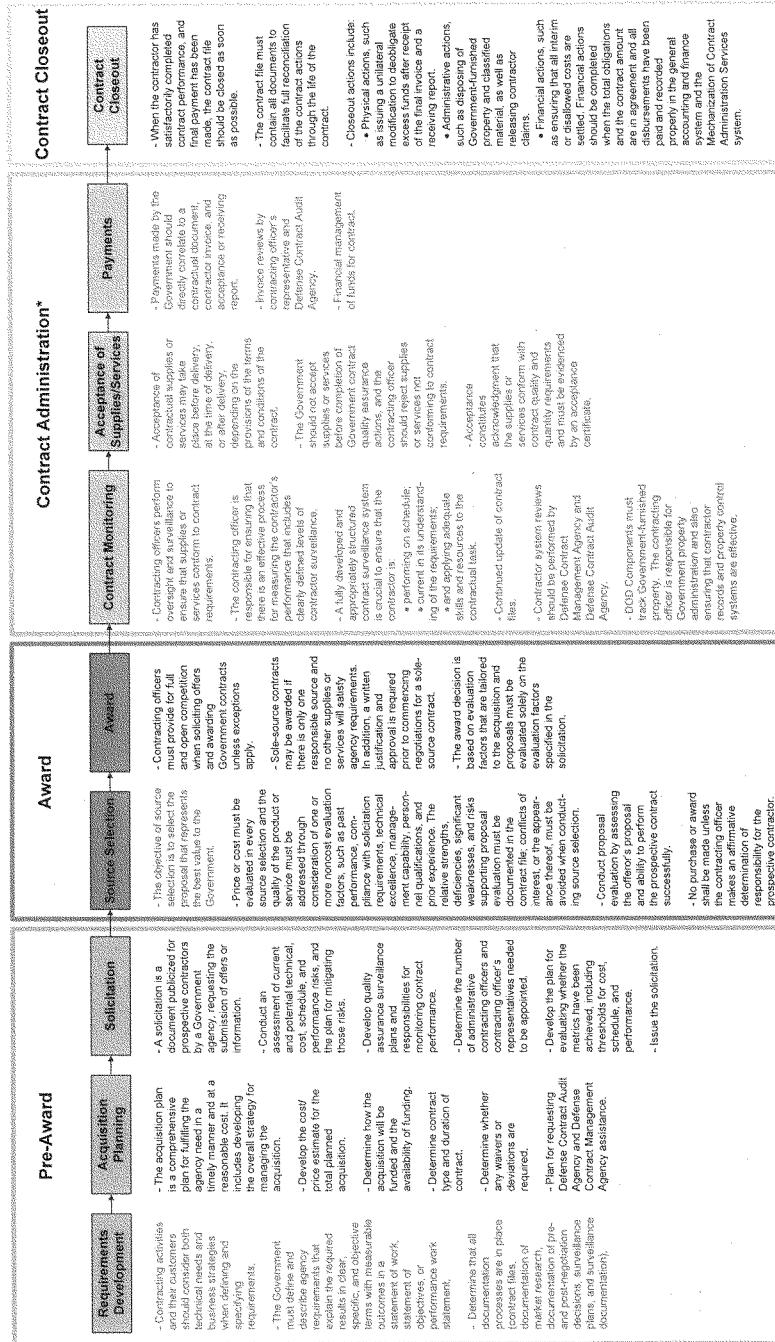 Pre-Award
Requirements
Development
- Contracting activities
and their customers
should consider both
technical needs and
business strategies
when defining and
specifying
requirements.
- The Government
must define and
describe agency
requirements that
explain the required
results in clear,
specific, and objective
terms with measurable
outcomes in a
statement of work,
statement of
objectives, or
performance work
statement.
- Determine that all
documentation
processes are in place
(contract files,
documentation of
market research,
documentation of pre-
and post-negotiation
decisions, surveillance
plans, and surveillance
documentation).
Acquisition
Planning
- The acquisition plan
is a comprehensive
plan for fulfilling the
agency need in a
timely manner and at a
reasonable cost. It
includes developing
the overall strategy for
managing the
acquisition.
- Develop the cost/
price estimate for the
total planned
acquisition.
- Determine how the
acquisition will be
funded and the
availability of funding.
- Determine contract
type and duration of
contract.
- Determine whether
any waivers or
deviations are
required.
- Plan for requesting
Defense Contract Audit
Agency and Defense
Contract Management
Agency assistance.
Solicitation
- A solicitation is a
document publicized for
prospective contractors
by a Government
agency, requesting the
submission of offers or
information.
- Conduct an
assessment of current
and potential technical,
cost, schedule, and
performance risks, and
the plan for mitigating
those risks.
- Develop quality
assurance surveillance
plans and
responsibilities for
monitoring contract
performance.
- Determine the number
of administrative
contracting officers and
contracting officer's
representatives needed
to be appointed.
- Develop the plan for
evaluating whether the
metrics have been
achieved, including
thresholds for cost,
schedule, and
performance.
- Issue the solicitation.
Award
Source Selection
- The objective of source
selection is to select the
proposal that represents
the best value to the
Government.
- Price or cost must be
evaluated in every
source selection and the
quality of the product or
service must be
addressed through
consideration of one or
more noncost evaluation
factors, such as past
performance, com-
pliance with solicitation
requirements, technical
excellence, manage-
ment capability, person-
nel qualifications, and
prior experience. The
relative strengths,
deficiencies, significant
weaknesses, and risks
supporting proposal
evaluation must be
documented in the
contract file; conflicts of
interest, or the appear-
ance thereof, must be
avoided when conduct-
ing source selection.
- Conduct proposal
evaluation by assessing
the offeror's proposal
and ability to perform
the prospective contract
successfully.
- No purchase or award
shall be made unless
the contracting officer
makes an affirmative
determination of
responsibility for the
prospective contractor.
Award
- Contracting officers
must provide for full
and open competition
when soliciting offers
and awarding
Government contracts
unless exceptions
apply.
- Sole-source contracts
may be awarded if
there is only one
responsible source and
no other supplies or
services will satisfy
agency requirements.
In addition, a written
justification and
approval is required
prior to commencing
negotiations for a sole-
source contract.
- The award decision is
based on evaluation
factors that are tailored
to the acquisition and
proposals must be
evaluated solely on the
evaluation factors
specified in the
solicitation.
Contract Administration*
Contract Monitoring
- Contracting officers perform
oversight and surveillance to
ensure that supplies or
services conform to contract
requirements.
- The contracting officer is
responsible for ensuring that
there is an effective process
for measuring the contractor's
performance that includes
clearly defined levels of
contractor surveillance.
- A fully developed and
appropriately structured
contract surveillance system
is crucial to ensure that the
contractor is:
• performing on schedule;
• current in its understand-
ing of the requirements;
• and applying adequate
skills and resources to the
contractual task.
- Continued update of contract
files.
- Contractor system reviews
should be performed by
Defense Contract
Management Agency and
Defense Contract Audit
Agency.
- DOD Components must
track Government-furnished
property. The contracting
officer is responsible for
Government property
administration and also
ensuring that contractor
records and property control
systems are effective.
Acceptance of
Supplies/Services
- Acceptance of
contractual supplies or
services may take
place before delivery,
at the time of delivery,
or after delivery,
depending on the
provisions of the terms
and conditions of the
contract.
- The Government
should not accept
supplies or services
before completion of
Government contract
quality assurance
actions, and the
contracting officer
should reject supplies
or services not
conforming to contract
requirements.
- Acceptance
constitutes
acknowledgment that
the supplies or
services conform with
contract quality and
quantity requirements
and must be evidenced
by an acceptance
certificate.
Payments
- Payments made by the
Government should
directly correlate to a
contractual document,
contractor invoice, and
acceptance or receiving
report.
- Invoice reviews by
contracting officer's
representative and
Defense Contract Audit
Agency.
- Financial management
of funds for contract.
Contract Closeout
Contract
Closeout
- When the contractor has
satisfactorily completed
contract performance, and
final payment has been
made, the contract file
should be closed as soon
as possible.
- The contract file must
contain all documents to
facilitate full reconciliation
of the contract actions
through the life of the
contract.
- Closeout actions include:
• Physical actions, such
as issuing a unilateral
modification to deobligate
excess funds after receipt
of the final invoice and a
receiving report.
• Administrative actions,
such as disposing of
Government-furnished
property and classified
material, as well as
releasing contractor
claims.
• Financial actions, such
as ensuring that all interim
or disallowed costs are
settled. Financial actions
should be completed
when the total obligations
and the contract amount
are in agreement and all
disbursements have been
paid and recorded
properly in the general
accounting and finance
system and the
Mechanization of Contract
Administration Services
system.